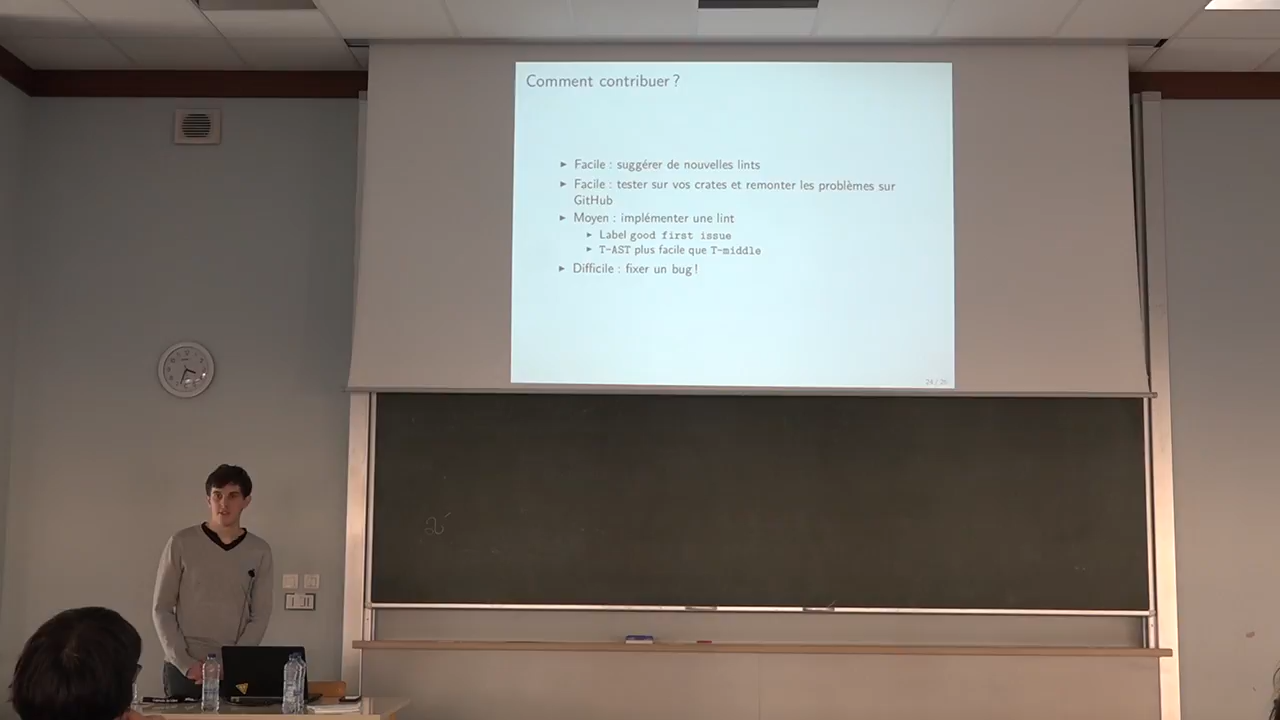 Comment contribuer ?
► Facile : suggérer de nouvelles lints
► Facile : tester sur vos crates et remonter les problèmes sur
GitHub
► Moyen : implémenter une lint
► Label good first issue
► T-AST plus facile que T-middle
► Difficile : fixer un bug !